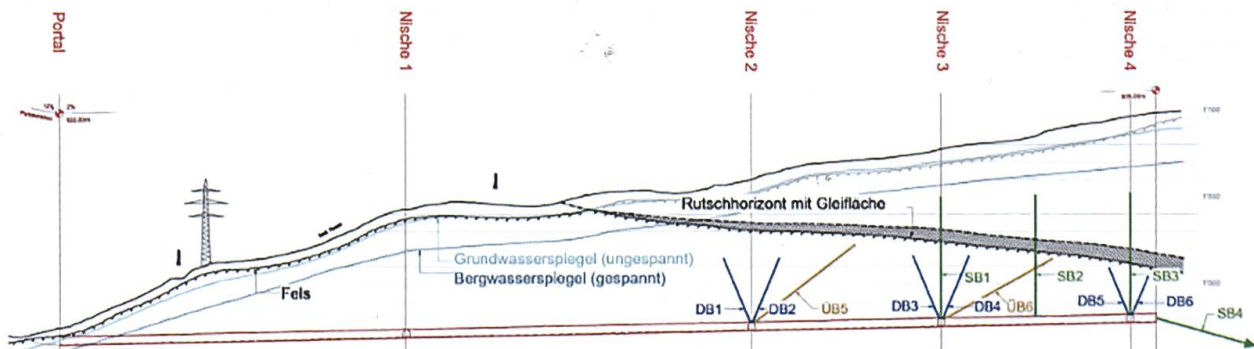 Portal
Nische 1
Nische 2
Nische 3
Nische 4
Rutschhorizont mit Gleifläche
Grundwasserspiegel (ungespannt)
Bergwasserspiegel (gespannt)
Fels
SB1
SB2
SB3
DB1
DB2
ÜB5
DB3
DB4
ÜB6
DB5
DB6
SB4